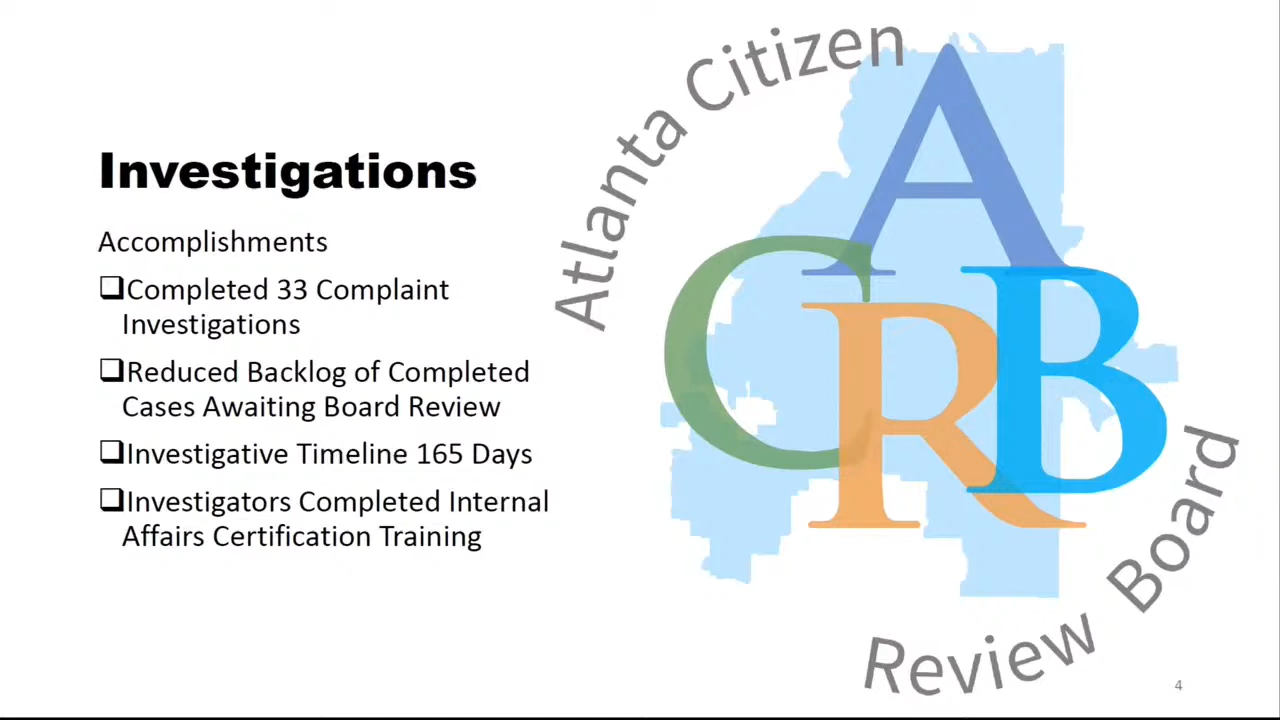 Investigations
Accomplishments
❑Completed 33 Complaint
Investigations
❑Reduced Backlog of Completed
Cases Awaiting Board Review
❑Investigative Timeline 165 Days
❑Investigators Completed Internal
Affairs Certification Training
Atlanta Citizen
A
C
R
B
Review Board
4